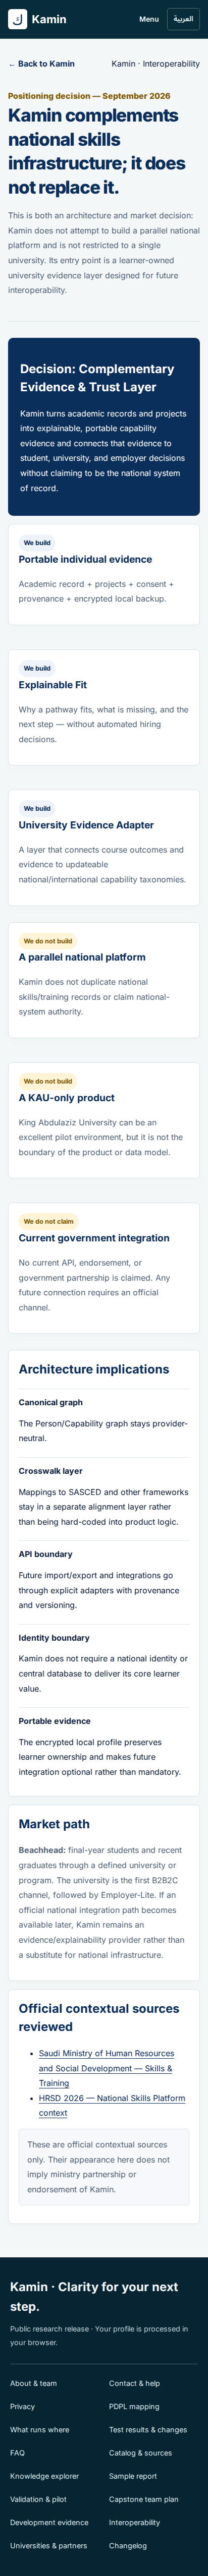 ك Kamin Menu العربية
← Back to Kamin Kamin · Interoperability
Positioning decision — September 2026
Kamin complements
national skills
infrastructure; it does
not replace it.
This is both an architecture and market decision:
Kamin does not attempt to build a parallel national
platform and is not restricted to a single
university. Its entry point is a learner-owned
university evidence layer designed for future
interoperability.
Decision: Complementary
Evidence & Trust Layer
Kamin turns academic records and projects
into explainable, portable capability
evidence and connects that evidence to
student, university, and employer decisions
without claiming to be the national system
of record.
We build
Portable individual evidence
Academic record + projects + consent +
provenance + encrypted local backup.
We build
Explainable Fit
Why a pathway fits, what is missing, and the
next step — without automated hiring
decisions.
We build
University Evidence Adapter
A layer that connects course outcomes and
evidence to updateable
national/international capability taxonomies.
We do not build
A parallel national platform
Kamin does not duplicate national
skills/training records or claim national-
system authority.
We do not build
A KAU-only product
King Abdulaziz University can be an
excellent pilot environment, but it is not the
boundary of the product or data model.
We do not claim
Current government integration
No current API, endorsement, or
government partnership is claimed. Any
future connection requires an official
channel.
Architecture implications
Canonical graph
The Person/Capability graph stays provider-
neutral.
Crosswalk layer
Mappings to SASCED and other frameworks
stay in a separate alignment layer rather
than being hard-coded into product logic.
API boundary
Future import/export and integrations go
through explicit adapters with provenance
and versioning.
Identity boundary
Kamin does not require a national identity or
central database to deliver its core learner
value.
Portable evidence
The encrypted local profile preserves
learner ownership and makes future
integration optional rather than mandatory.
Market path
Beachhead: final-year students and recent
graduates through a defined university or
program. The university is the first B2B2C
channel, followed by Employer-Lite. If an
official national integration path becomes
available later, Kamin remains an
evidence/explainability provider rather than
a substitute for national infrastructure.
Official contextual sources
reviewed
• Saudi Ministry of Human Resources
and Social Development — Skills &
Training
• HRSD 2026 — National Skills Platform
context
These are official contextual sources
only. Their appearance here does not
imply ministry partnership or
endorsement of Kamin.
Kamin · Clarity for your next
step.
Public research release · Your profile is processed in
your browser.
About & team Contact & help
Privacy PDPL mapping
What runs where Test results & changes
FAQ Catalog & sources
Knowledge explorer Sample report
Validation & pilot Capstone team plan
Development evidence Interoperability
Universities & partners Changelog